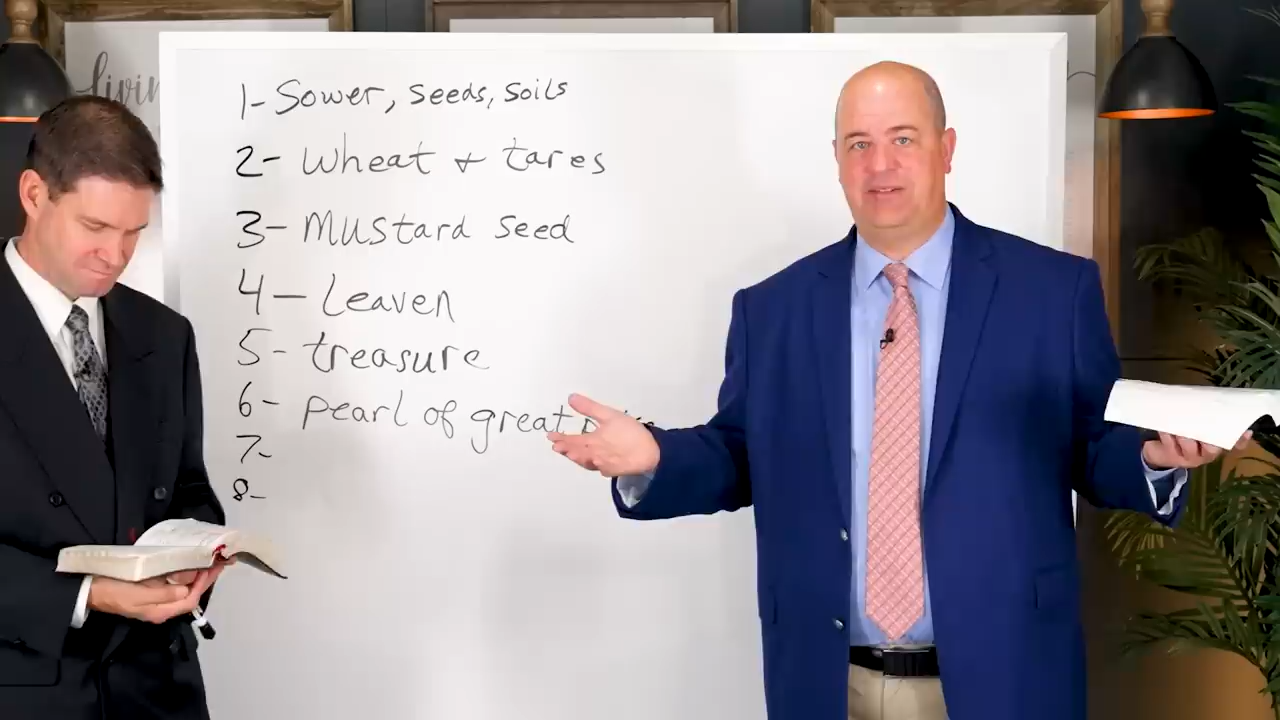 livin
1- Sower, seeds, soils
2- Wheat & tares
3- Mustard seed
4- Leaven
5- treasure
6- pearl of great
7-
8-